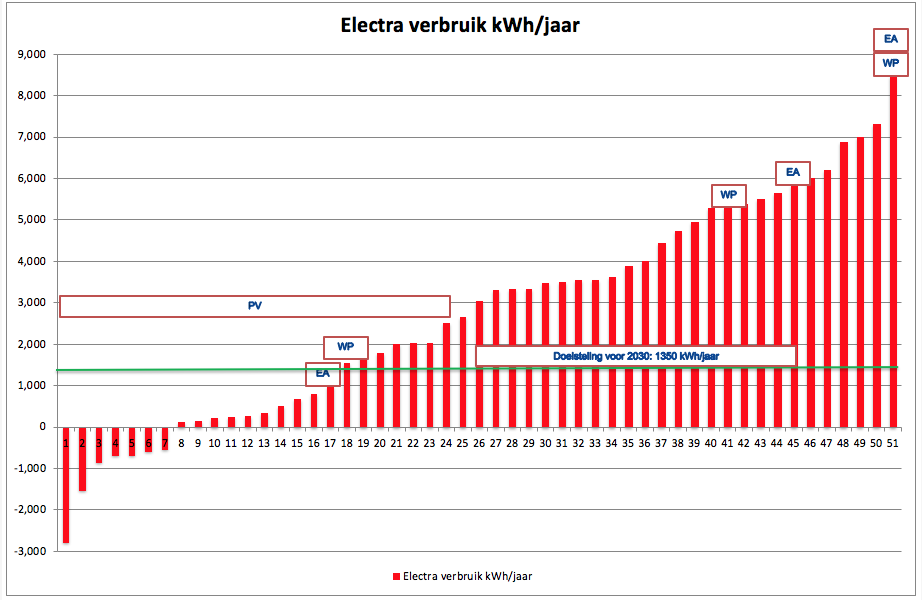 Electra verbruik kWh/jaar
EA
WP
9,000
8,000
7,000
6,000
5,000
4,000
3,000
2,000
1,000
0
-1,000
-2,000
-3,000
EA
WP
PV
WP
Doelstelling voor 2030: 1350 kWh/jaar
EA
1 2 3 4 5 6 7 8 9 10 11 12 13 14 15 16 17 18 19 20 21 22 23 24 25 26 27 28 29 30 31 32 33 34 35 36 37 38 39 40 41 42 43 44 45 46 47 48 49 50 51
Electra verbruik kWh/jaar